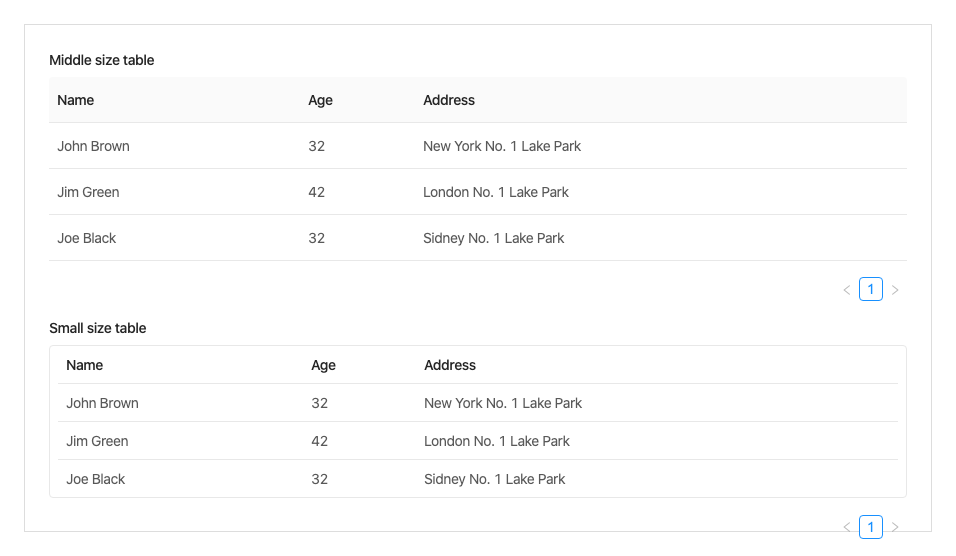 Middle size table
Name Age Address
John Brown 32 New York No. 1 Lake Park
Jim Green 42 London No. 1 Lake Park
Joe Black 32 Sidney No. 1 Lake Park
1
Small size table
Name Age Address
John Brown 32 New York No. 1 Lake Park
Jim Green 42 London No. 1 Lake Park
Joe Black 32 Sidney No. 1 Lake Park
1